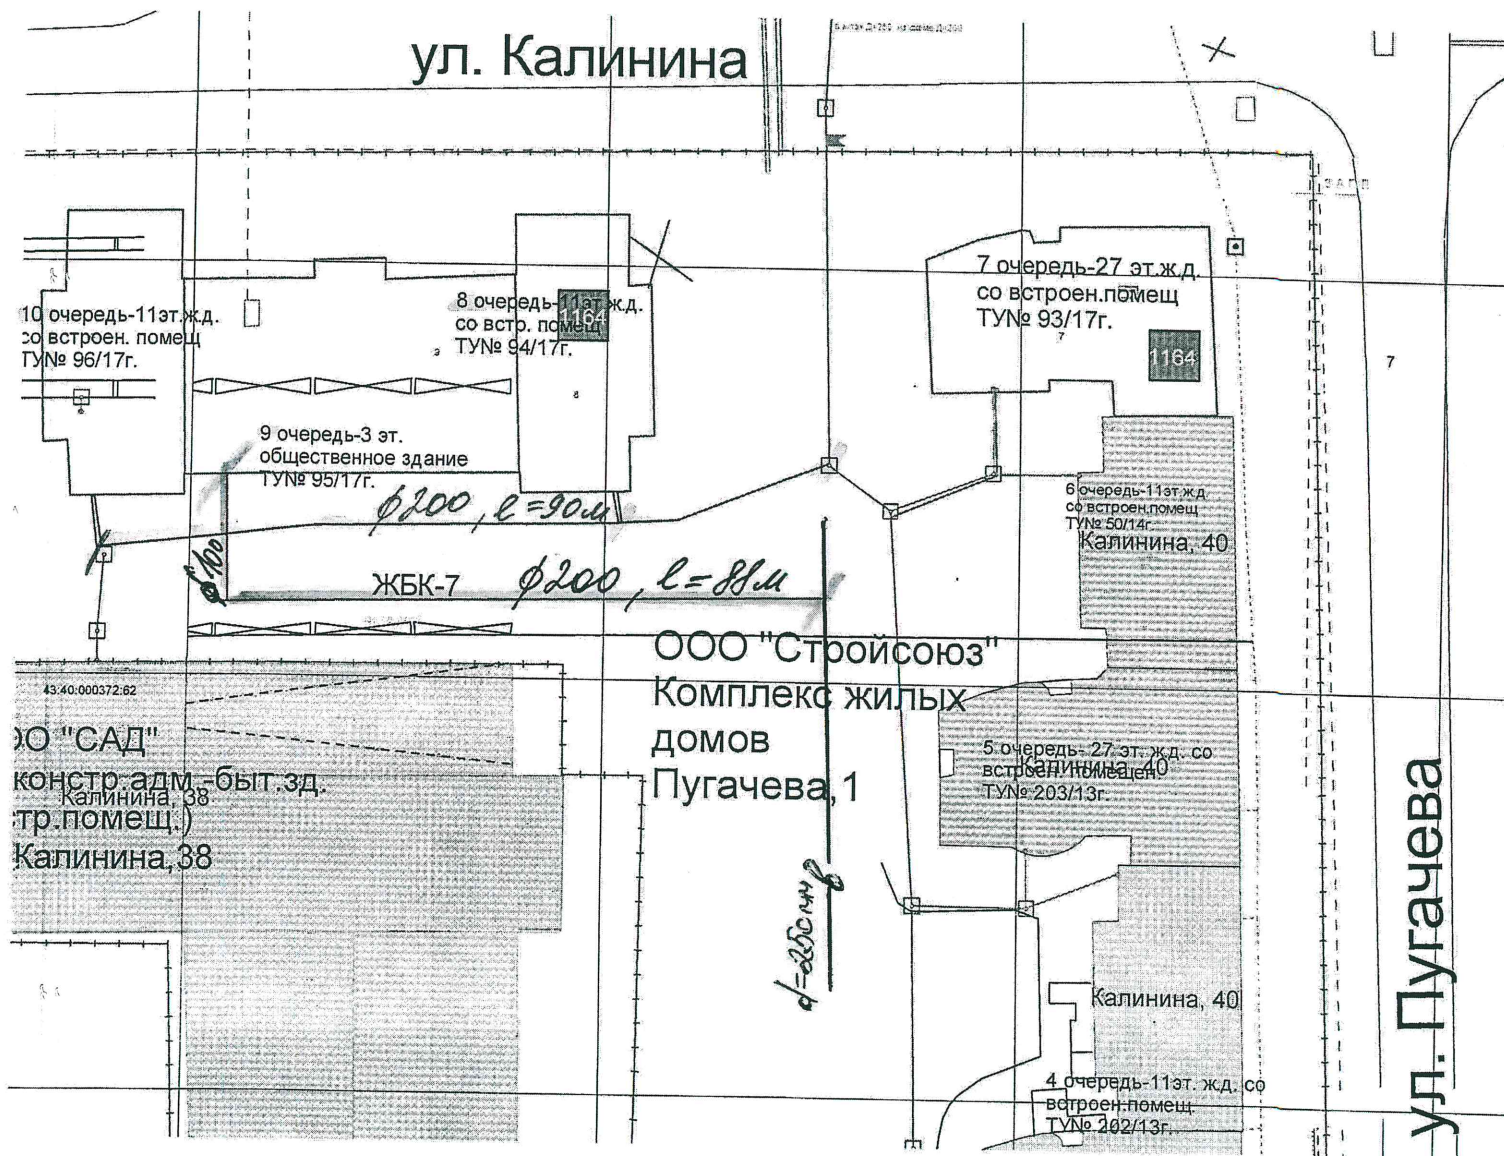 ул. Калинина
7 очередь-27 эт.ж.д.
со встроен.помещ
ТУ№ 93/17г.
7
1164
7
10 очередь-11эт.ж.д.
со встроен. помещ
ТУ№ 96/17г.
8 очередь-11эт.ж.д.
со встр. помещ
ТУ№ 94/17г.
1164
9
8
9 очередь-3 эт.
общественное здание
ТУ№ 95/17г.
ф200, l=90м
ф100
ЖБК-7
ф200, l=88м
6 очередь-11эт.ж.д.
со встроен.помещ
ТУ№ 50/14г.
Калинина, 40
ООО "Стройсоюз"
Комплекс жилых
домов
Пугачева,1
43:40:000372:62
ОО "САД"
констр.адм.-быт.зд.
Калинина, 38
тр.помещ.)
Калинина,38
5 очередь- 27 эт. ж.д. со
встроен помещен.
ТУ№ 203/13г.
Калинина, 40
d=250мм
в
Калинина, 40
4 очередь-11эт. ж.д. со
встроен.помещ.
ТУ№ 202/13г.
ул. Пугачева